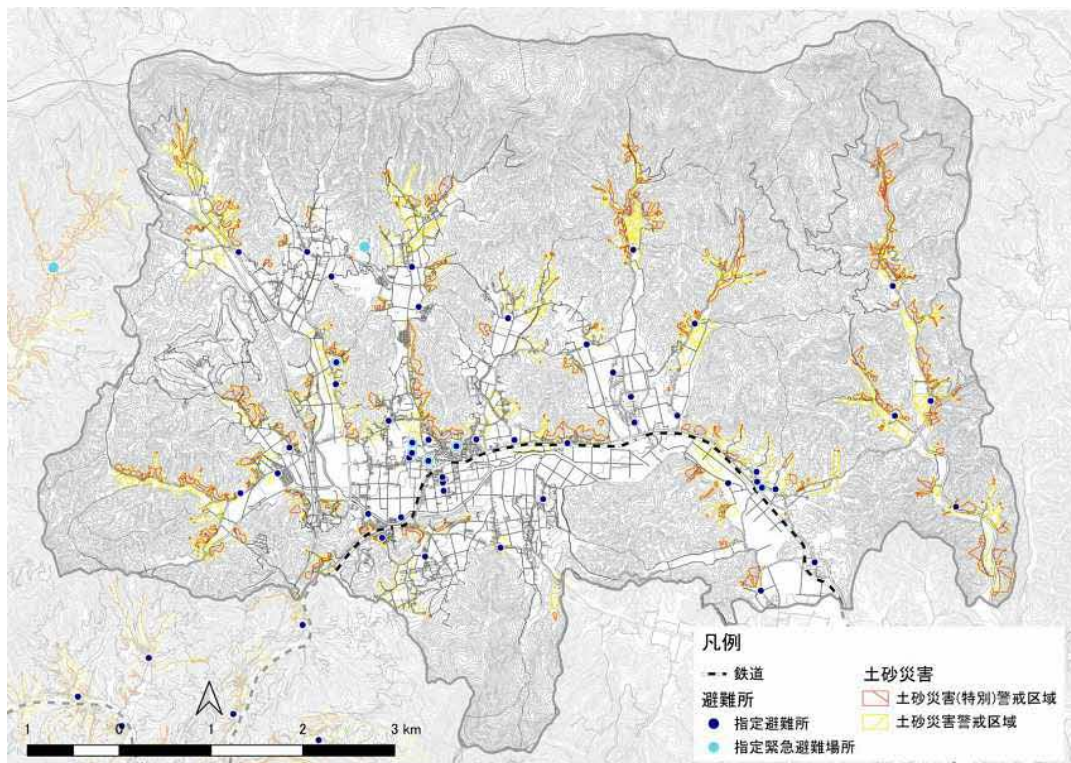 凡例
鉄道
避難所
指定避難所
指定緊急避難場所
土砂災害
土砂災害(特別)警戒区域
土砂災害警戒区域
1 0 1 2 3 km